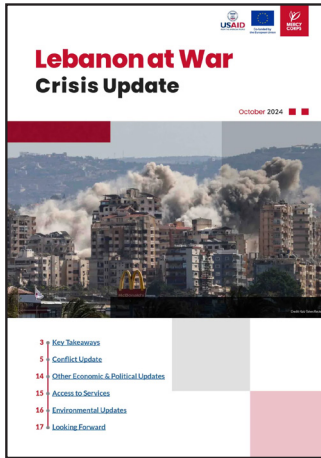 USAID
MERCY
CORPS
Lebanon at War
Crisis Update
October 2024
3 Key Takeaways
5 Conflict Update
14 Other Economic & Political Updates
15 Access to Services
16 Environmental Updates
17 Looking Forward